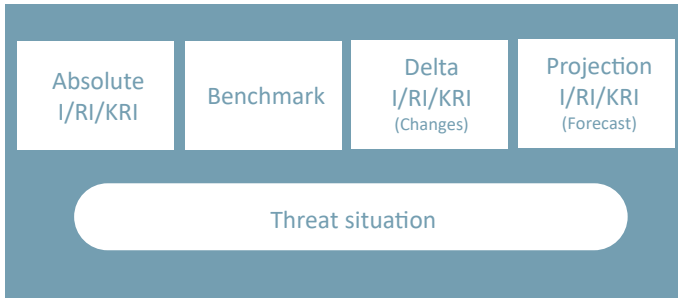 Absolute
I/RI/KRI
Benchmark
Delta
I/RI/KRI
(Changes)
Projection
I/RI/KRI
(Forecast)
Threat situation